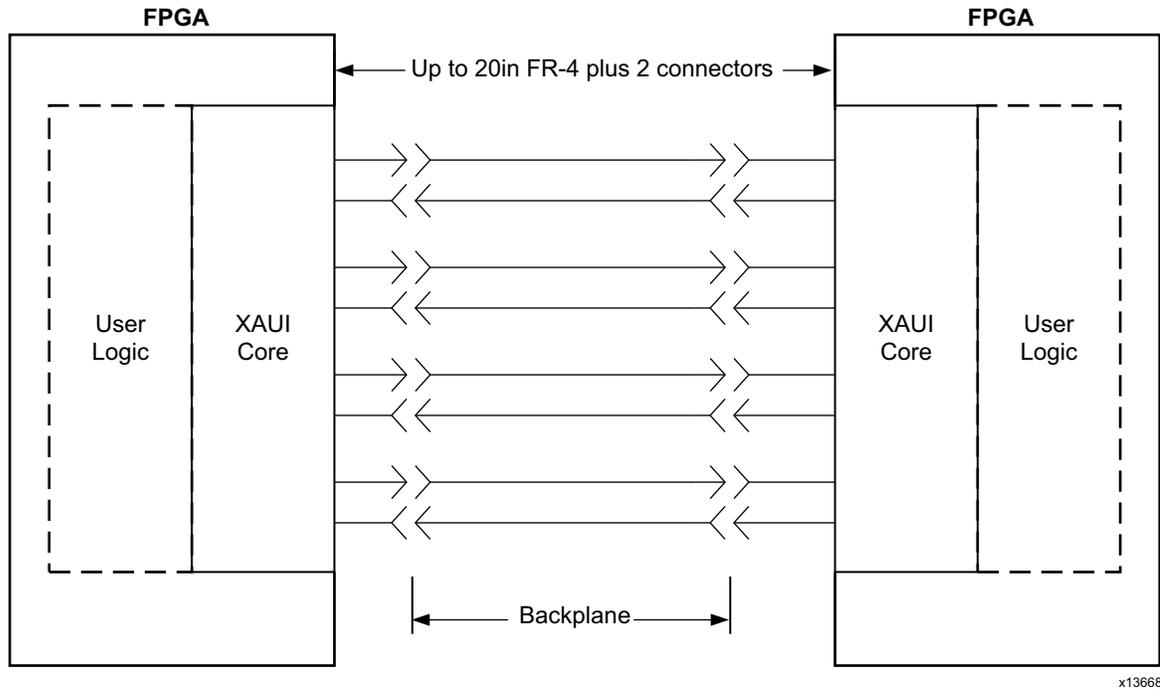 FPGA
FPGA
Up to 20in FR-4 plus 2 connectors
User
Logic
XAUI
Core
XAUI
Core
User
Logic
Backplane
x13668